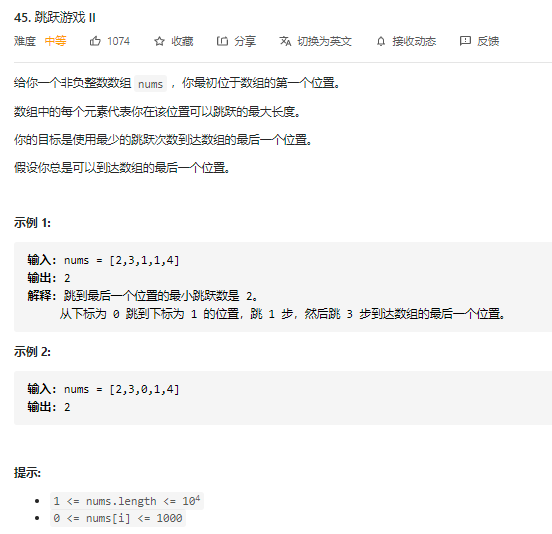 45. 跳跃游戏 II
难度 中等 1074 收藏 分享 切换为英文 接收动态 反馈
给你一个非负整数数组 nums ，你最初位于数组的第一个位置。
数组中的每个元素代表你在该位置可以跳跃的最大长度。
你的目标是使用最少的跳跃次数到达数组的最后一个位置。
假设你总是可以到达数组的最后一个位置。
示例 1:
输入: nums = [2,3,1,1,4]
输出: 2
解释: 跳到最后一个位置的最小跳跃数是 2。
从下标为 0 跳到下标为 1 的位置，跳 1 步，然后跳 3 步到达数组的最后一个位置。
示例 2:
输入: nums = [2,3,0,1,4]
输出: 2
提示:
• 1 <= nums.length <= 10⁴
• 0 <= nums[i] <= 1000